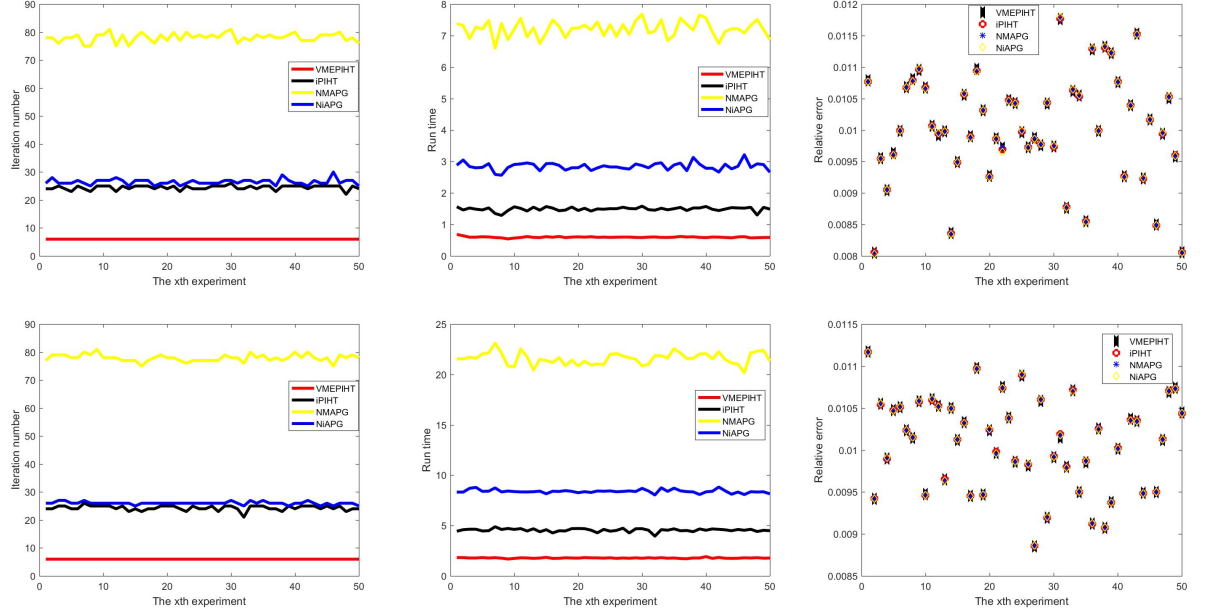 90
80
70
60
50
40
30
20
10
0
Iteration number
0 10 20 30 40 50
The xth experiment
VMEPIHT
iPIHT
NMAPG
NiAPG
8
7
6
5
4
3
2
1
0
Run time
0 10 20 30 40 50
The xth experiment
VMEPIHT
iPIHT
NMAPG
NiAPG
0.012
0.0115
0.011
0.0105
0.01
0.0095
0.009
0.0085
0.008
Relative error
0 10 20 30 40 50
The xth experiment
VMEPIHT
iPIHT
NMAPG
NiAPG
90
80
70
60
50
40
30
20
10
0
Iteration number
0 10 20 30 40 50
The xth experiment
VMEPIHT
iPIHT
NMAPG
NiAPG
25
20
15
10
5
0
Run time
0 10 20 30 40 50
The xth experiment
VMEPIHT
iPIHT
NMAPG
NiAPG
0.0115
0.011
0.0105
0.01
0.0095
0.009
0.0085
Relative error
0 10 20 30 40 50
The xth experiment
VMEPIHT
iPIHT
NMAPG
NiAPG